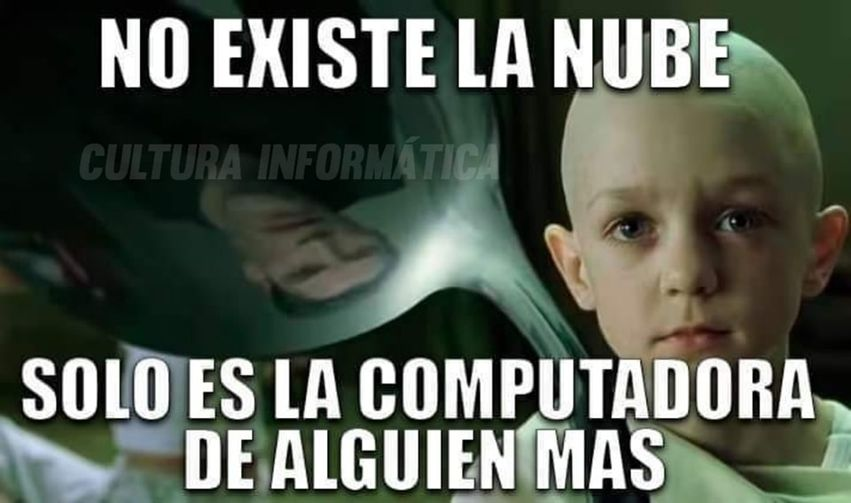 NO EXISTE LA NUBE
CULTURA INFORMÁTICA
SOLO ES LA COMPUTADORA
DE ALGUIEN MAS